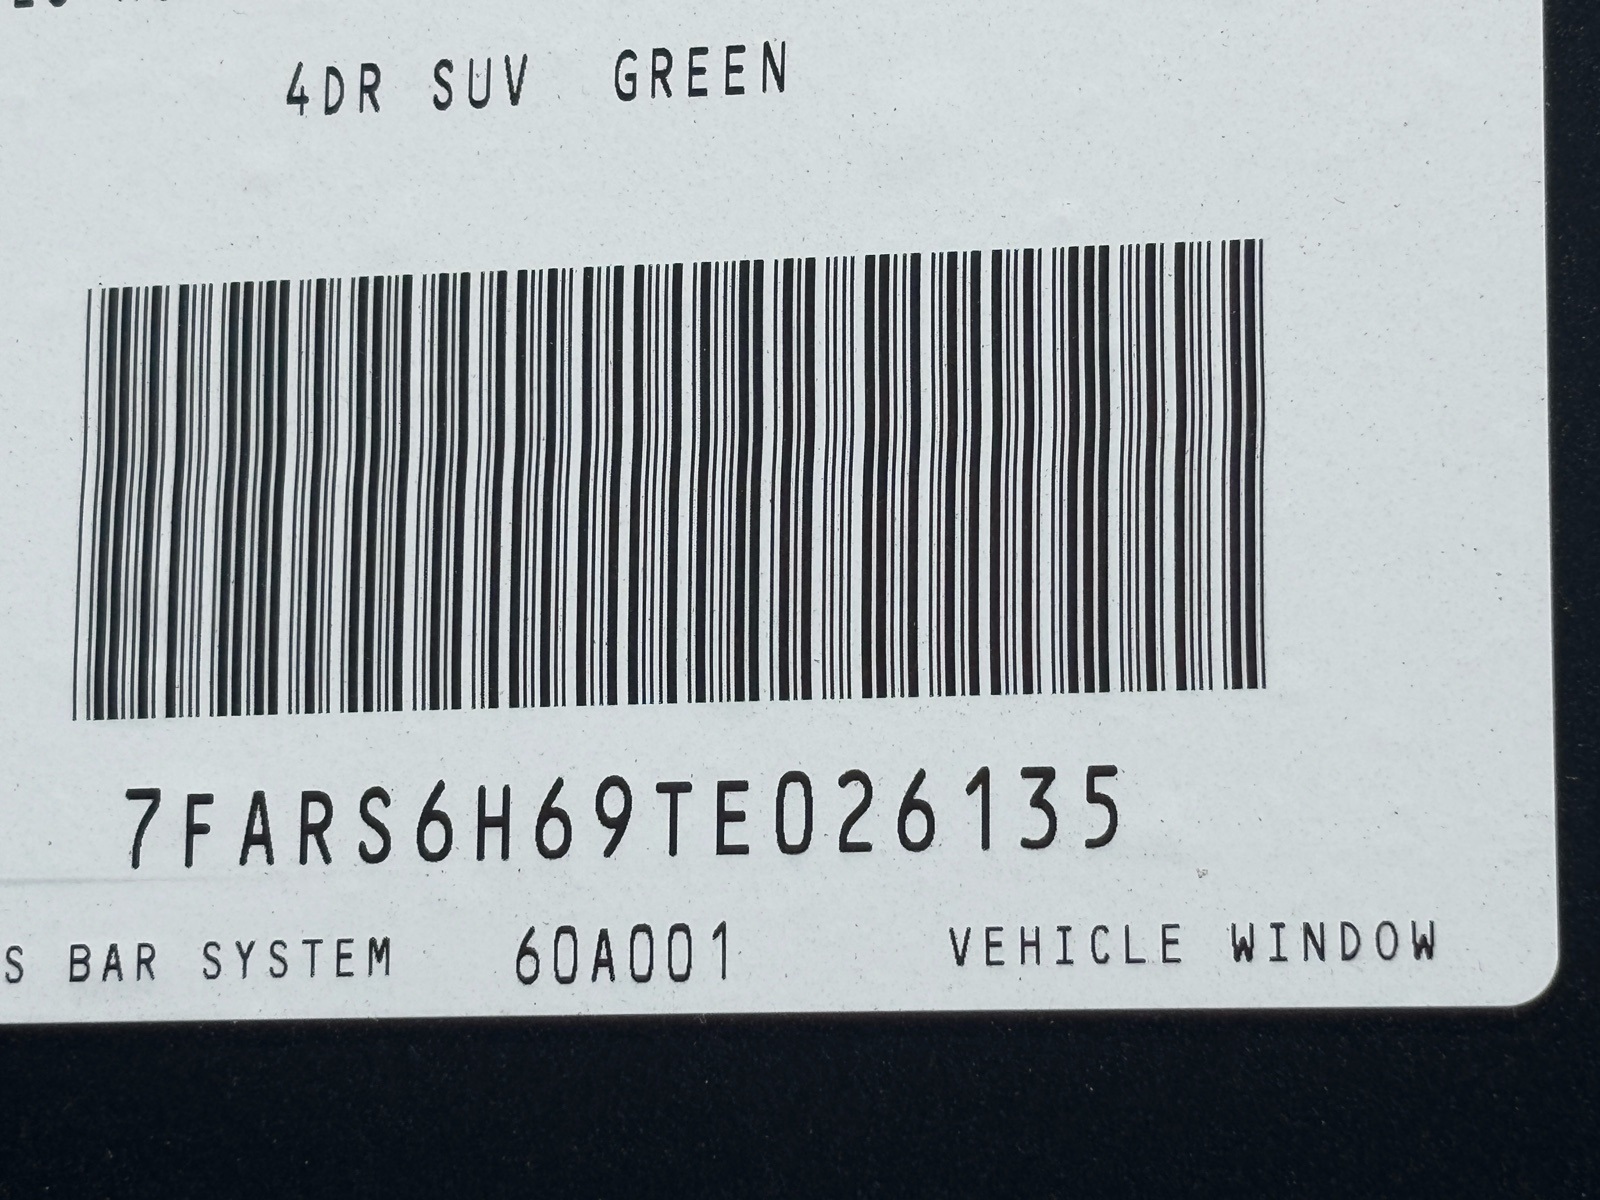 4DR SUV GREEN
7FARS6H69TE026135
S BAR SYSTEM 60A001 VEHICLE WINDOW